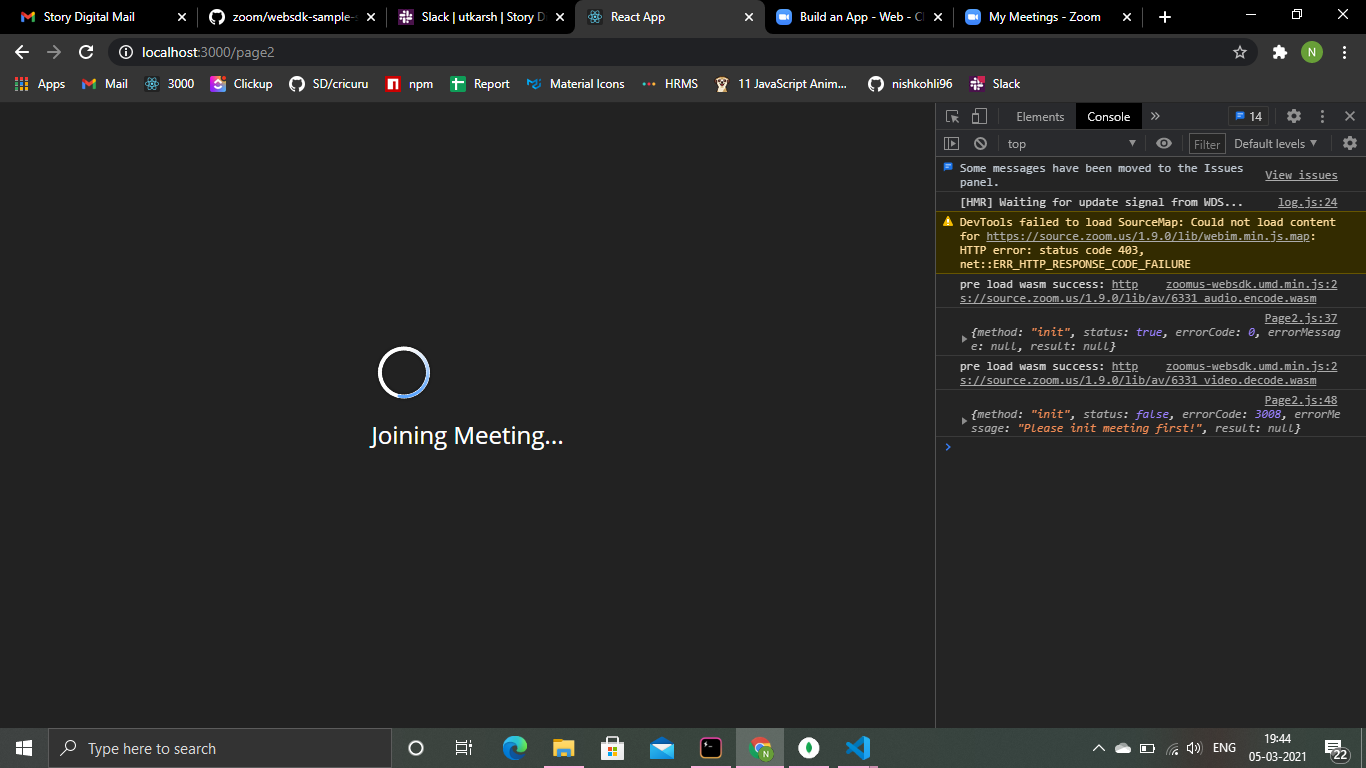 Story Digital Mail
zoom/websdk-sample-
Slack | utkarsh | Story D
React App
Build an App - Web - C
My Meetings - Zoom
localhost:3000/page2
N
Apps
Mail
3000
Clickup
SD/cricuru
npm
Report
Material Icons
HRMS
11 JavaScript Anim...
nishkohli96
Slack
Elements
Console
14
top
Filter
Default levels
Some messages have been moved to the Issues
panel.
View issues
[HMR] Waiting for update signal from WDS...
log.js:24
DevTools failed to load SourceMap: Could not load content
for https://source.zoom.us/1.9.0/lib/webim.min.js.map:
HTTP error: status code 403,
net::ERR_HTTP_RESPONSE_CODE_FAILURE
pre load wasm success: http
zoomus-websdk.umd.min.js:2
s://source.zoom.us/1.9.0/lib/av/6331_audio.encode.wasm
Page2.js:37
{method: "init", status: true, errorCode: 0, errorMessag
e: null, result: null}
pre load wasm success: http
zoomus-websdk.umd.min.js:2
s://source.zoom.us/1.9.0/lib/av/6331_video.decode.wasm
Page2.js:48
{method: "init", status: false, errorCode: 3008, errorMe
ssage: "Please init meeting first!", result: null}
Joining Meeting...
Type here to search
N
ENG
19:44
05-03-2021
22